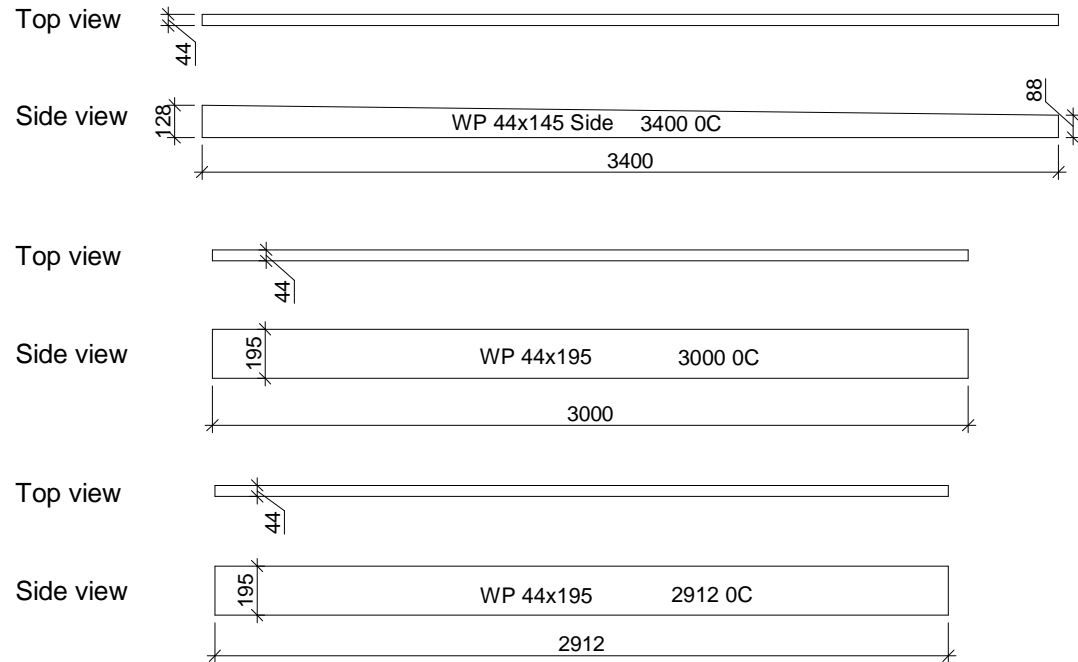 Top view
44
Side view
128
WP 44x145 Side 3400 0C
88
3400
Top view
44
Side view
195
WP 44x195 3000 0C
3000
Top view
44
Side view
195
WP 44x195 2912 0C
2912